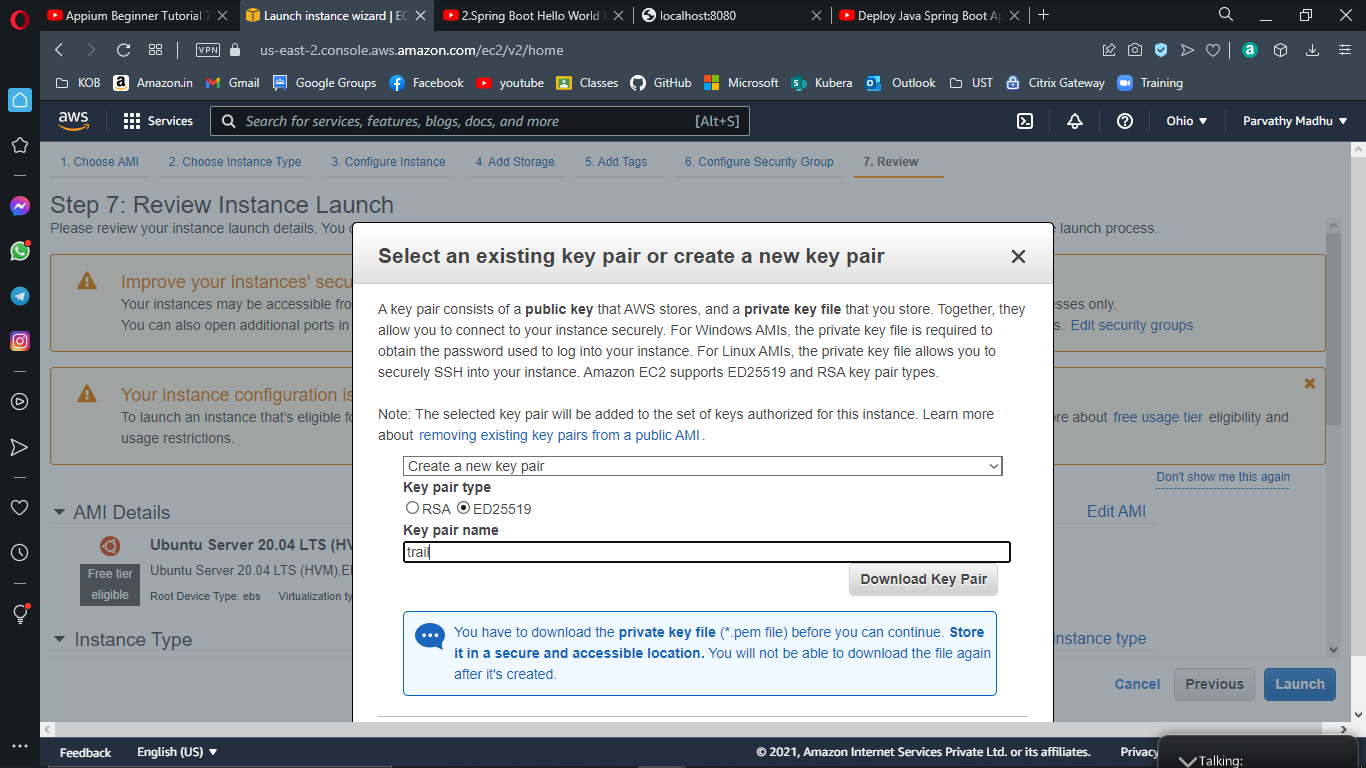 Appium Beginner Tutorial 7
Launch instance wizard | EC
2.Spring Boot Hello World
localhost:8080
Deploy Java Spring Boot A
VPN
us-east-2.console.aws.amazon.com/ec2/v2/home
KOB
Amazon.in
Gmail
Google Groups
Facebook
youtube
Classes
GitHub
Microsoft
Kubera
Outlook
UST
Citrix Gateway
Training
aws
Services
Search for services, features, blogs, docs, and more
[Alt+S]
Ohio
Parvathy Madhu
1. Choose AMI
2. Choose Instance Type
3. Configure Instance
4. Add Storage
5. Add Tags
6. Configure Security Group
7. Review
Step 7: Review Instance Launch
Please review your instance launch details. You
launch process.
Improve your instances' secu
Your instances may be accessible fro
sses only.
You can also open additional ports in
s. Edit security groups
Your instance configuration is
To launch an instance that's eligible fo
re about free usage tier eligibility and
usage restrictions.
Don't show me this again
AMI Details
Edit AMI
Ubuntu Server 20.04 LTS (HV
Free tier
eligible
Ubuntu Server 20.04 LTS (HVM),E
Root Device Type: ebs
Virtualization ty
Instance Type
instance type
Select an existing key pair or create a new key pair
A key pair consists of a public key that AWS stores, and a private key file that you store. Together, they
allow you to connect to your instance securely. For Windows AMIs, the private key file is required to
obtain the password used to log into your instance. For Linux AMIs, the private key file allows you to
securely SSH into your instance. Amazon EC2 supports ED25519 and RSA key pair types.
Note: The selected key pair will be added to the set of keys authorized for this instance. Learn more
about removing existing key pairs from a public AMI.
Create a new key pair
Key pair type
RSA
ED25519
Key pair name
trail
Download Key Pair
You have to download the private key file (*.pem file) before you can continue. Store
it in a secure and accessible location. You will not be able to download the file again
after it's created.
Cancel
Previous
Launch
Feedback
English (US)
© 2021, Amazon Internet Services Private Ltd. or its affiliates.
Privacy
Talking: